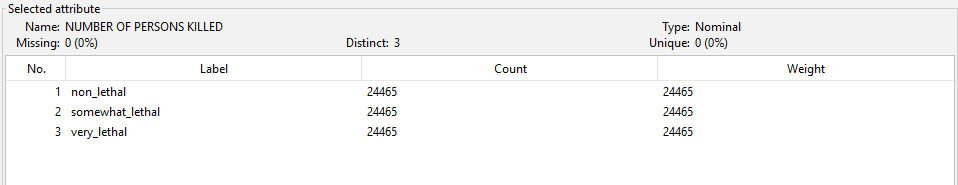 Selected attribute
Name: NUMBER OF PERSONS KILLED Type: Nominal
Missing: 0 (0%) Distinct: 3 Unique: 0 (0%)
No. Label Count Weight
1 non_lethal 24465 24465
2 somewhat_lethal 24465 24465
3 very_lethal 24465 24465